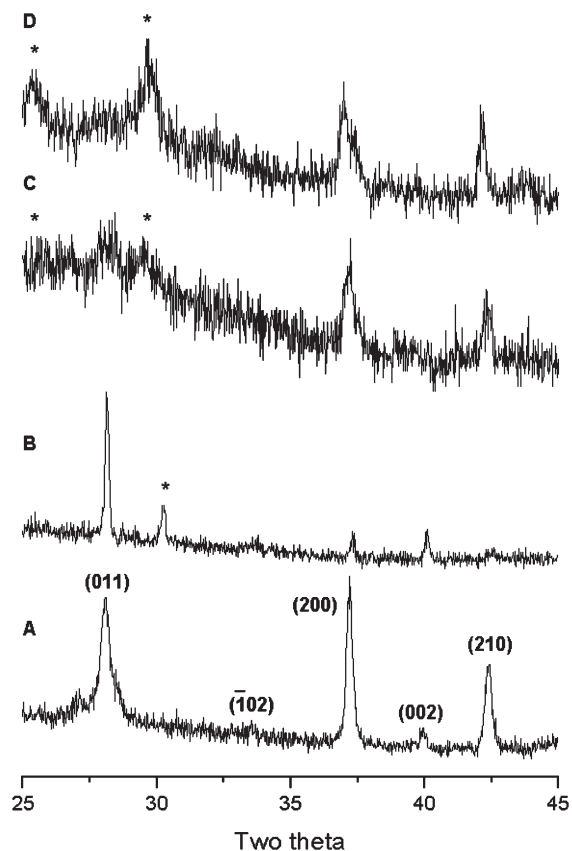 D
*
*
C
*
*
B
*
(011)
(200)
A
(210)
(1̄02)
(002)
25 30 35 40 45
Two theta